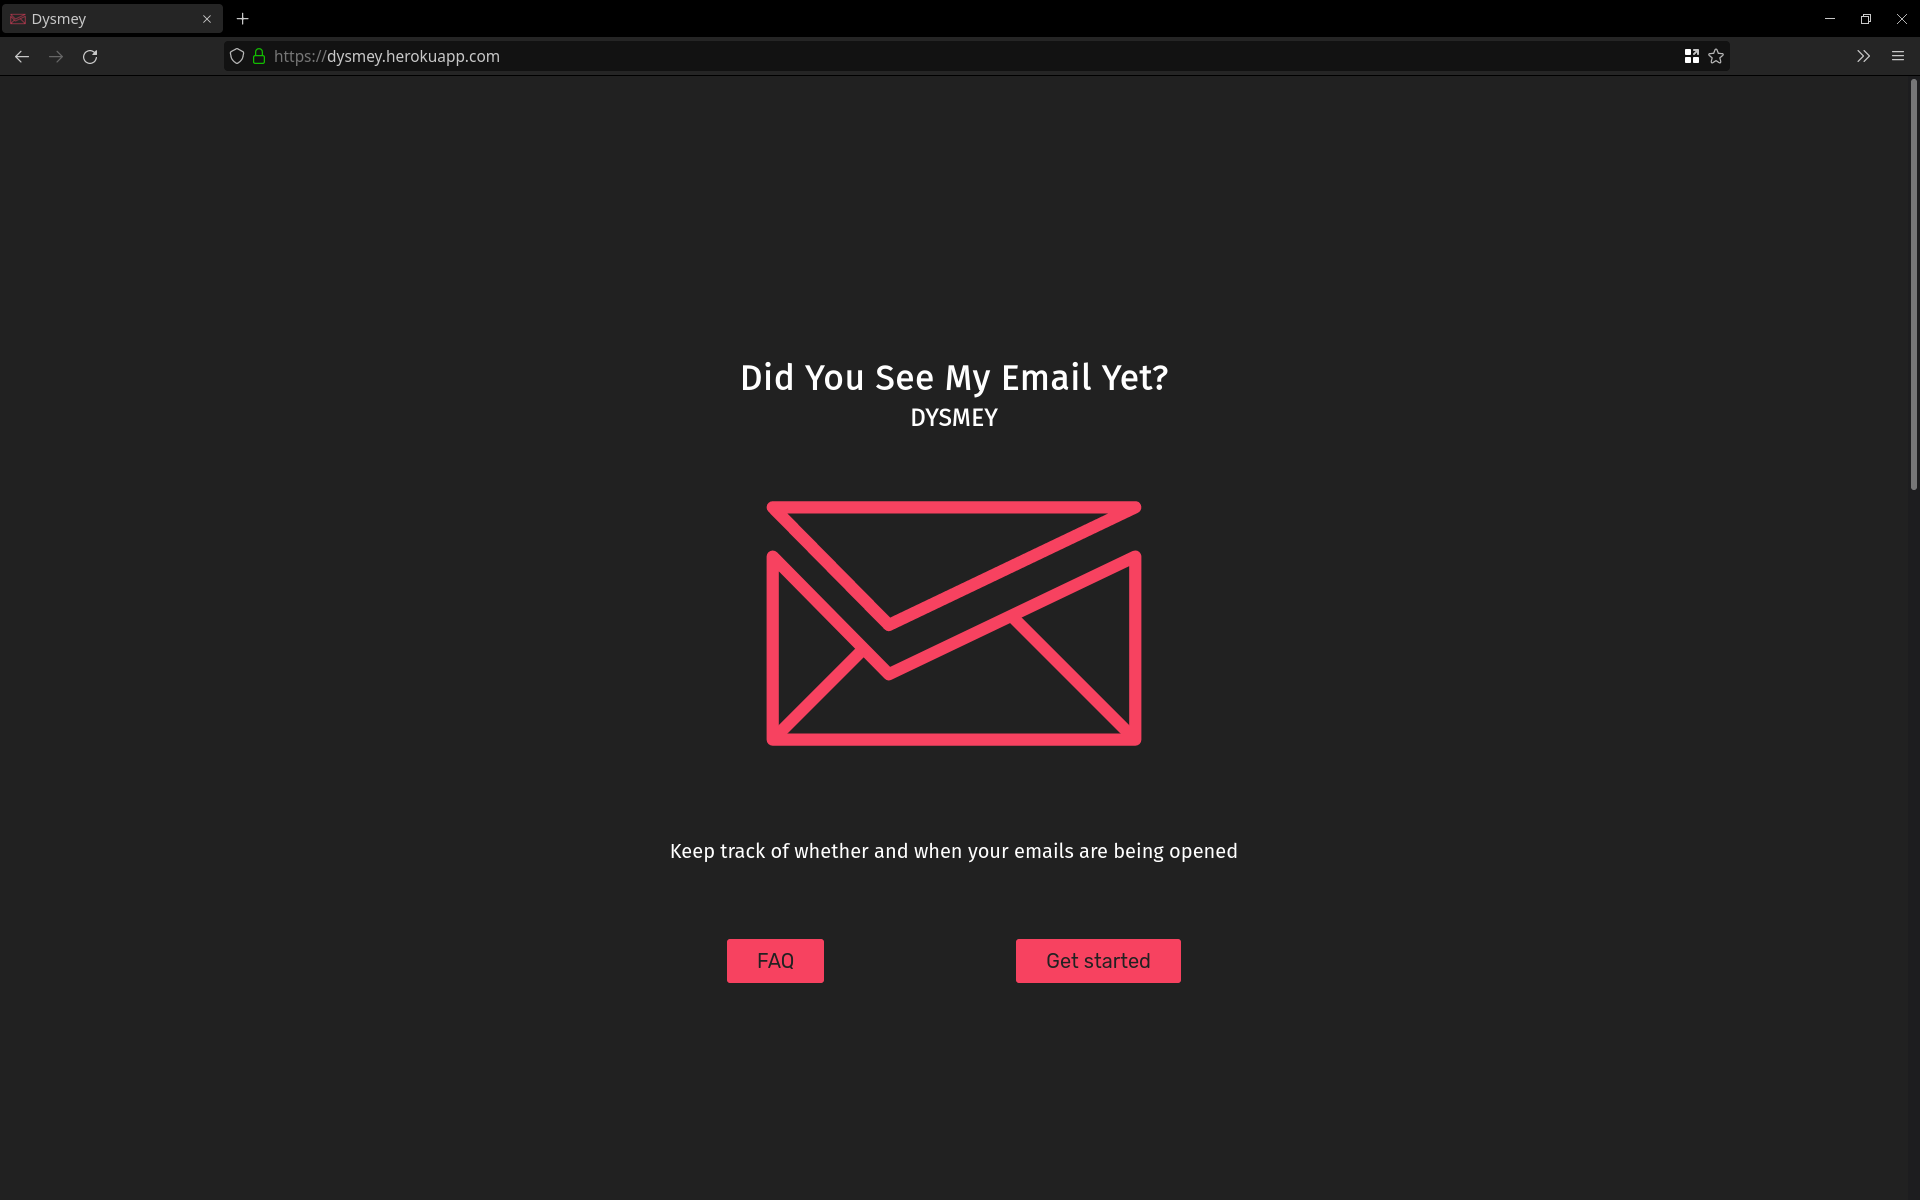 Dysmey
https://dysmey.herokuapp.com
Did You See My Email Yet?
DYSMEY
Keep track of whether and when your emails are being opened
FAQ
Get started